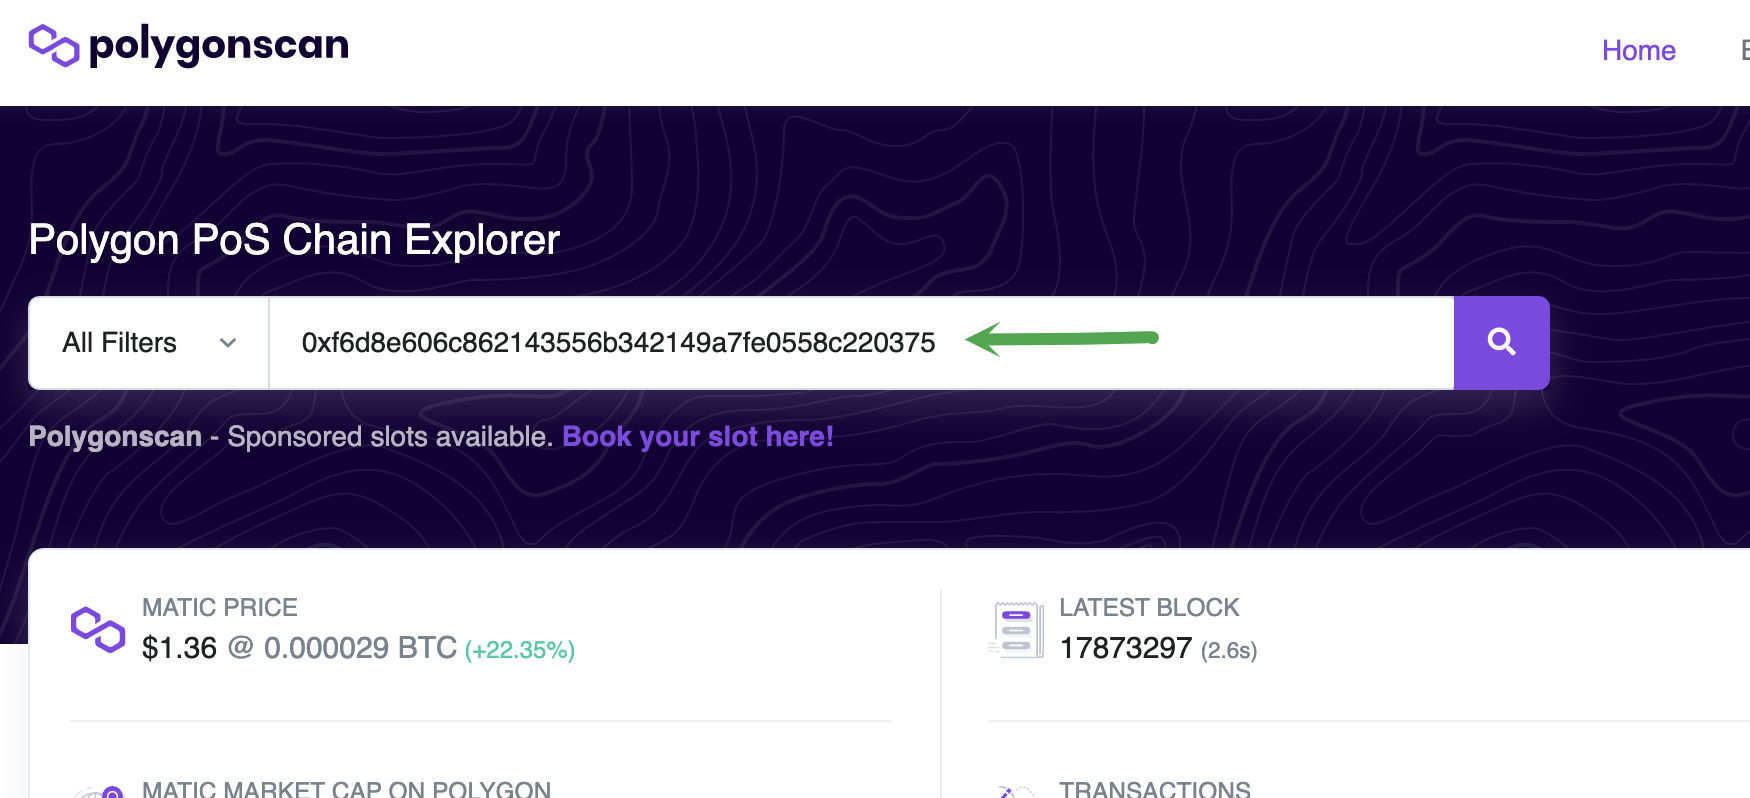 polygonscan
Home
Polygon PoS Chain Explorer
All Filters
0xf6d8e606c862143556b342149a7fe0558c220375
Polygonscan - Sponsored slots available. Book your slot here!
MATIC PRICE
$1.36 @ 0.000029 BTC (+22.35%)
LATEST BLOCK
17873297 (2.6s)
MATIC MARKET CAP ON POLYGON
TRANSACTIONS